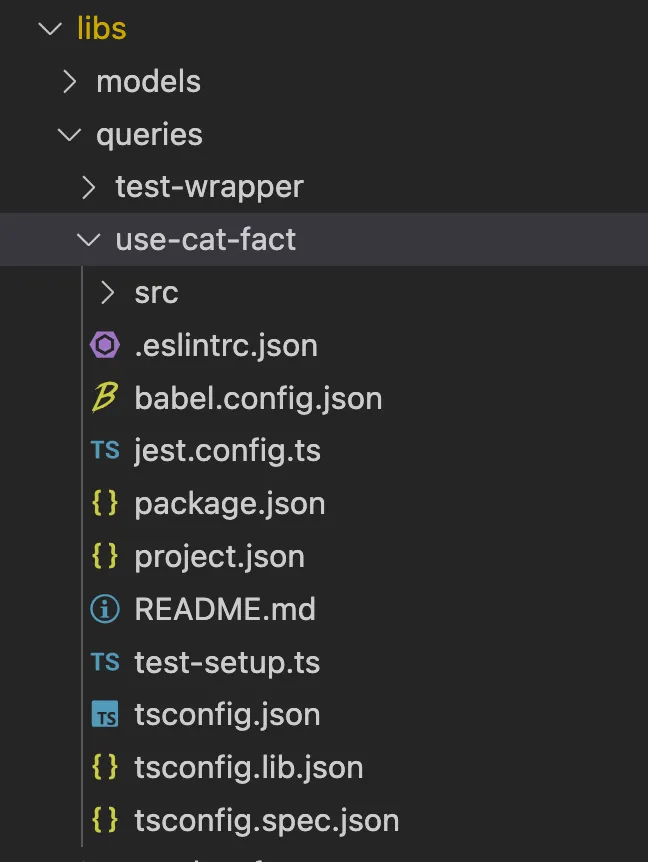 libs
models
queries
test-wrapper
use-cat-fact
src
.eslintrc.json
babel.config.json
TS jest.config.ts
{} package.json
{} project.json
README.md
TS test-setup.ts
TS tsconfig.json
{} tsconfig.lib.json
{} tsconfig.spec.json